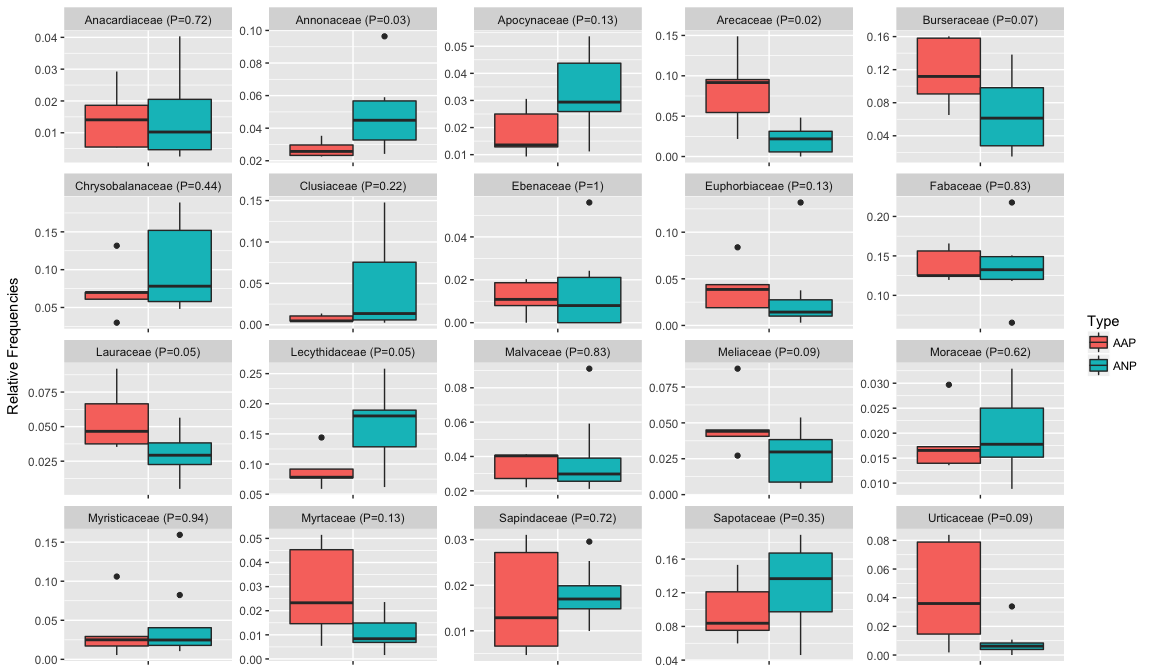 Anacardiaceae (P=0.72) Annonaceae (P=0.03) Apocynaceae (P=0.13) Arecaceae (P=0.02) Burseraceae (P=0.07)
0.04 0.10 0.05 0.15 0.16
0.03 0.08 0.04 0.10 0.12
0.02 0.06 0.03 0.05 0.08
0.01 0.04 0.02 0.00 0.04
0.02 0.01
Chrysobalanaceae (P=0.44) Clusiaceae (P=0.22) Ebenaceae (P=1) Euphorbiaceae (P=0.13) Fabaceae (P=0.83)
0.15 0.15 0.04 0.10 0.20
0.10 0.10 0.02 0.05 0.15
0.05 0.05 0.00 0.00 0.10
0.00
Relative Frequencies
Type
AAP
ANP
Lauraceae (P=0.05) Lecythidaceae (P=0.05) Malvaceae (P=0.83) Meliaceae (P=0.09) Moraceae (P=0.62)
0.075 0.25 0.08 0.075 0.030
0.050 0.20 0.06 0.050 0.025
0.025 0.15 0.04 0.025 0.020
0.10 0.02 0.000 0.015
0.05 0.010
Myristicaceae (P=0.94) Myrtaceae (P=0.13) Sapindaceae (P=0.72) Sapotaceae (P=0.35) Urticaceae (P=0.09)
0.15 0.05 0.03 0.16 0.08
0.10 0.04 0.02 0.12 0.06
0.05 0.03 0.01 0.08 0.04
0.00 0.02 0.04 0.02
0.01 0.00
0.00